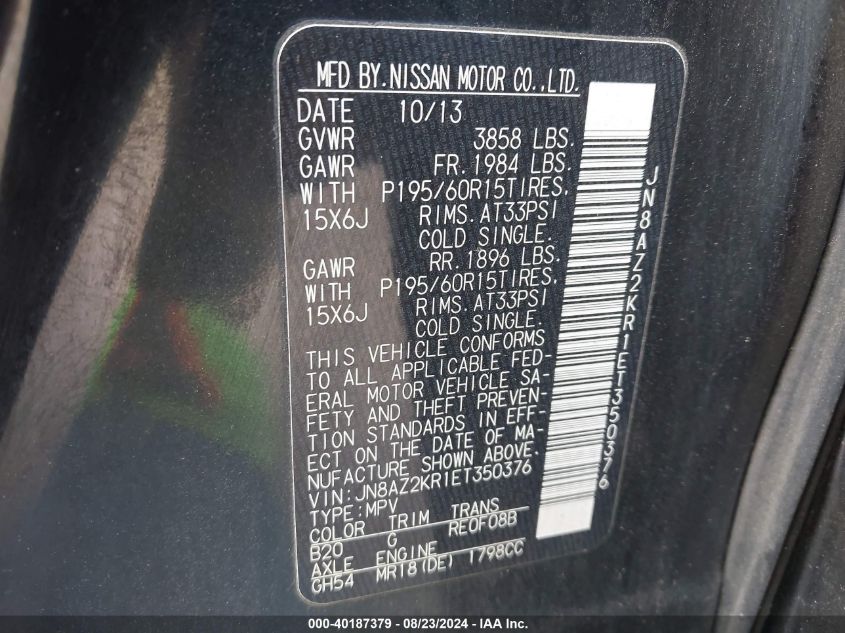 MFD BY.NISSAN MOTOR CO.,LTD.
DATE 10/13
GVWR 3858 LBS.
GAWR FR.1984 LBS.
WITH P195/60R15TIRES.
15X6J RIMS.AT33PSI
COLD SINGLE.
GAWR RR.1896 LBS.
WITH P195/60R15TIRES.
15X6J RIMS.AT33PSI
COLD SINGLE.
THIS VEHICLE CONFORMS
TO ALL APPLICABLE FED-
ERAL MOTOR VEHICLE SA-
FETY AND THEFT PREVEN-
TION STANDARDS IN EFF-
ECT ON THE DATE OF MA-
NUFACTURE SHOWN ABOVE.
VIN:JN8AZ2KR1ET350376
TYPE:MPV
COLOR TRIM TRANS
B20 G RE0F08B
AXLE ENGINE
GH54 MR18(DE) 1798CC
JN8AZ2KR1ET350376
000-40187379 - 08/23/2024 - IAAI.com